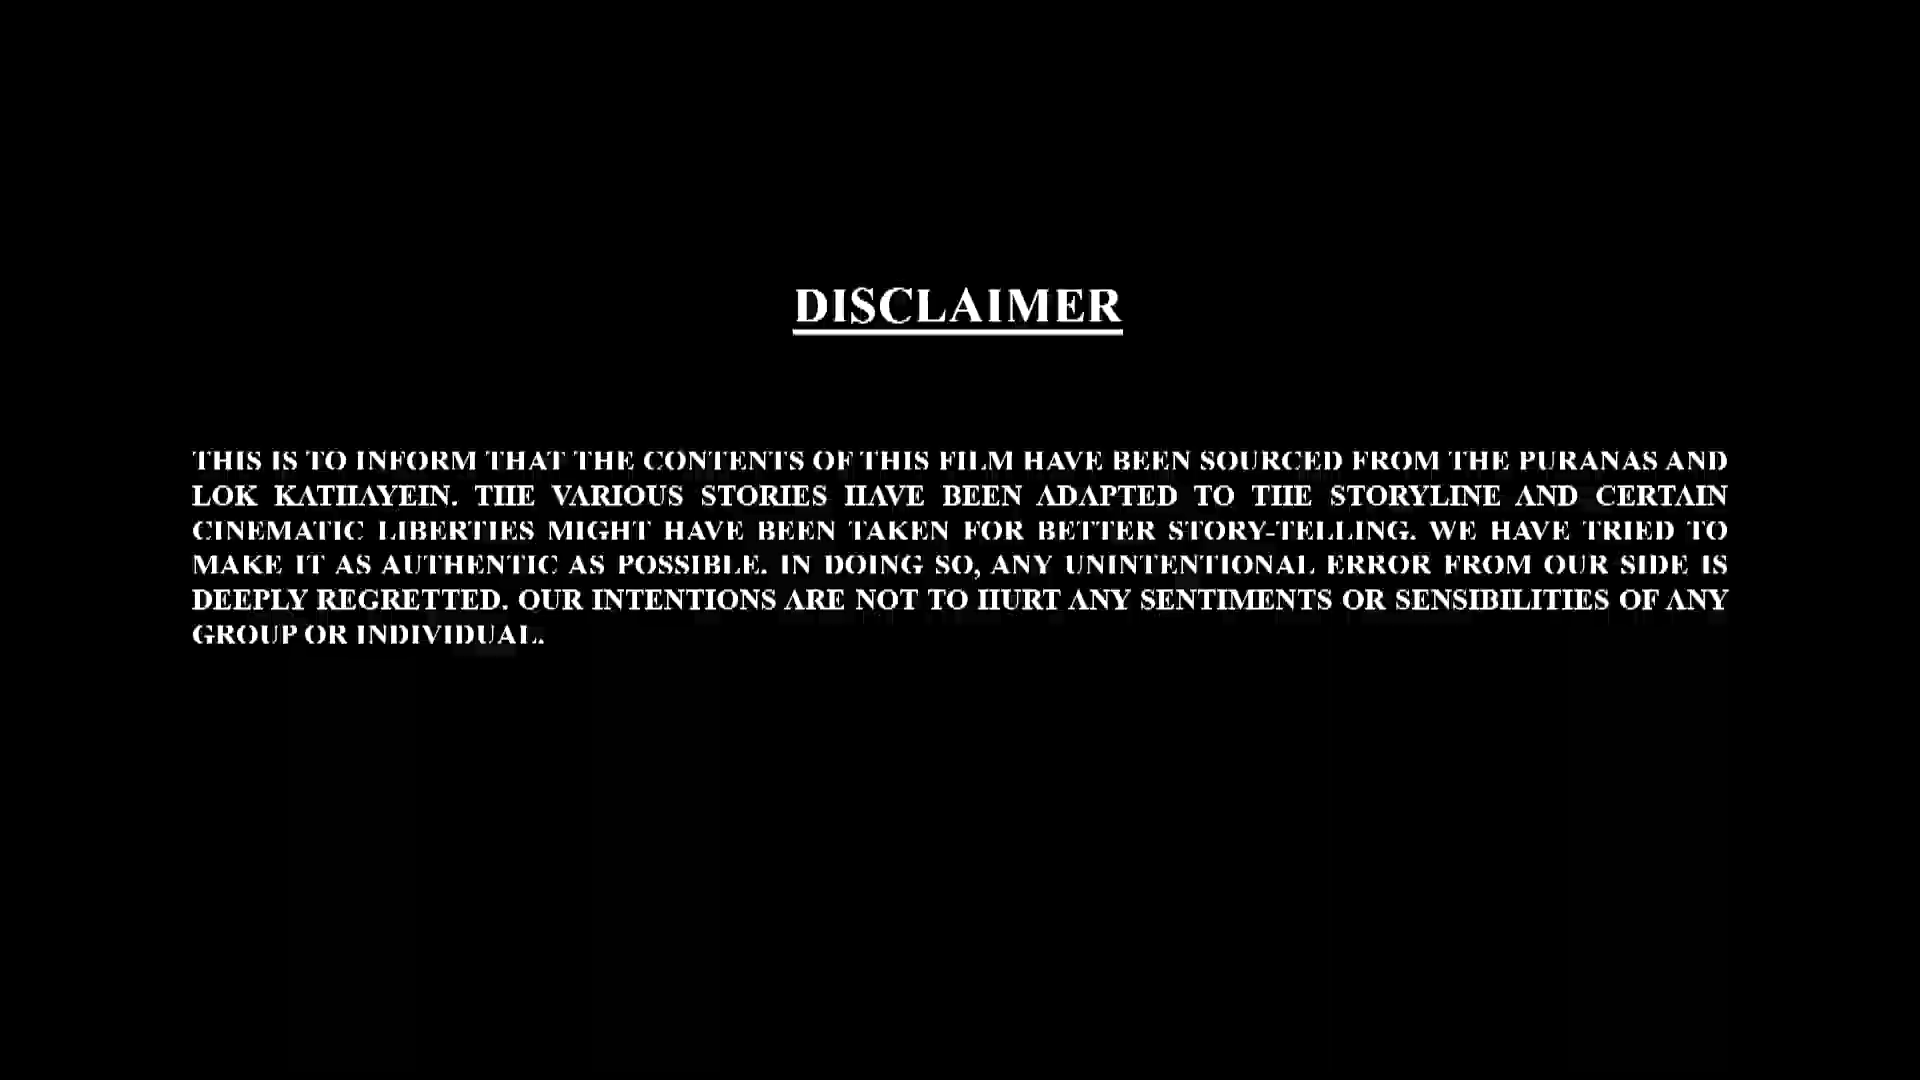 DISCLAIMER
THIS IS TO INFORM THAT THE CONTENTS OF THIS FILM HAVE BEEN SOURCED FROM THE PURANAS AND
LOK KATHAYEIN. THE VARIOUS STORIES HAVE BEEN ADAPTED TO THE STORYLINE AND CERTAIN
CINEMATIC LIBERTIES MIGHT HAVE BEEN TAKEN FOR BETTER STORY-TELLING. WE HAVE TRIED TO
MAKE IT AS AUTHENTIC AS POSSIBLE. IN DOING SO, ANY UNINTENTIONAL ERROR FROM OUR SIDE IS
DEEPLY REGRETTED. OUR INTENTIONS ARE NOT TO HURT ANY SENTIMENTS OR SENSIBILITIES OF ANY
GROUP OR INDIVIDUAL.